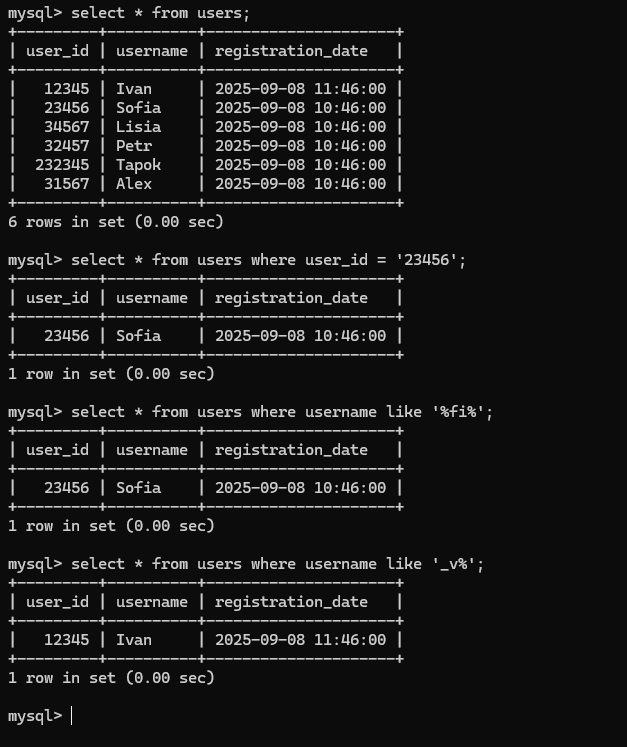 mysql> select * from users;
+---------+----------+---------------------+
| user_id | username | registration_date   |
+---------+----------+---------------------+
|   12345 | Ivan     | 2025-09-08 11:46:00 |
|   23456 | Sofia    | 2025-09-08 10:46:00 |
|   34567 | Lisia    | 2025-09-08 10:46:00 |
|   32457 | Petr     | 2025-09-08 10:46:00 |
|  232345 | Tapok    | 2025-09-08 10:46:00 |
|   31567 | Alex     | 2025-09-08 10:46:00 |
+---------+----------+---------------------+
6 rows in set (0.00 sec)

mysql> select * from users where user_id = '23456';
+---------+----------+---------------------+
| user_id | username | registration_date   |
+---------+----------+---------------------+
|   23456 | Sofia    | 2025-09-08 10:46:00 |
+---------+----------+---------------------+
1 row in set (0.00 sec)

mysql> select * from users where username like '%fi%';
+---------+----------+---------------------+
| user_id | username | registration_date   |
+---------+----------+---------------------+
|   23456 | Sofia    | 2025-09-08 10:46:00 |
+---------+----------+---------------------+
1 row in set (0.00 sec)

mysql> select * from users where username like '_v%';
+---------+----------+---------------------+
| user_id | username | registration_date   |
+---------+----------+---------------------+
|   12345 | Ivan     | 2025-09-08 11:46:00 |
+---------+----------+---------------------+
1 row in set (0.00 sec)

mysql>